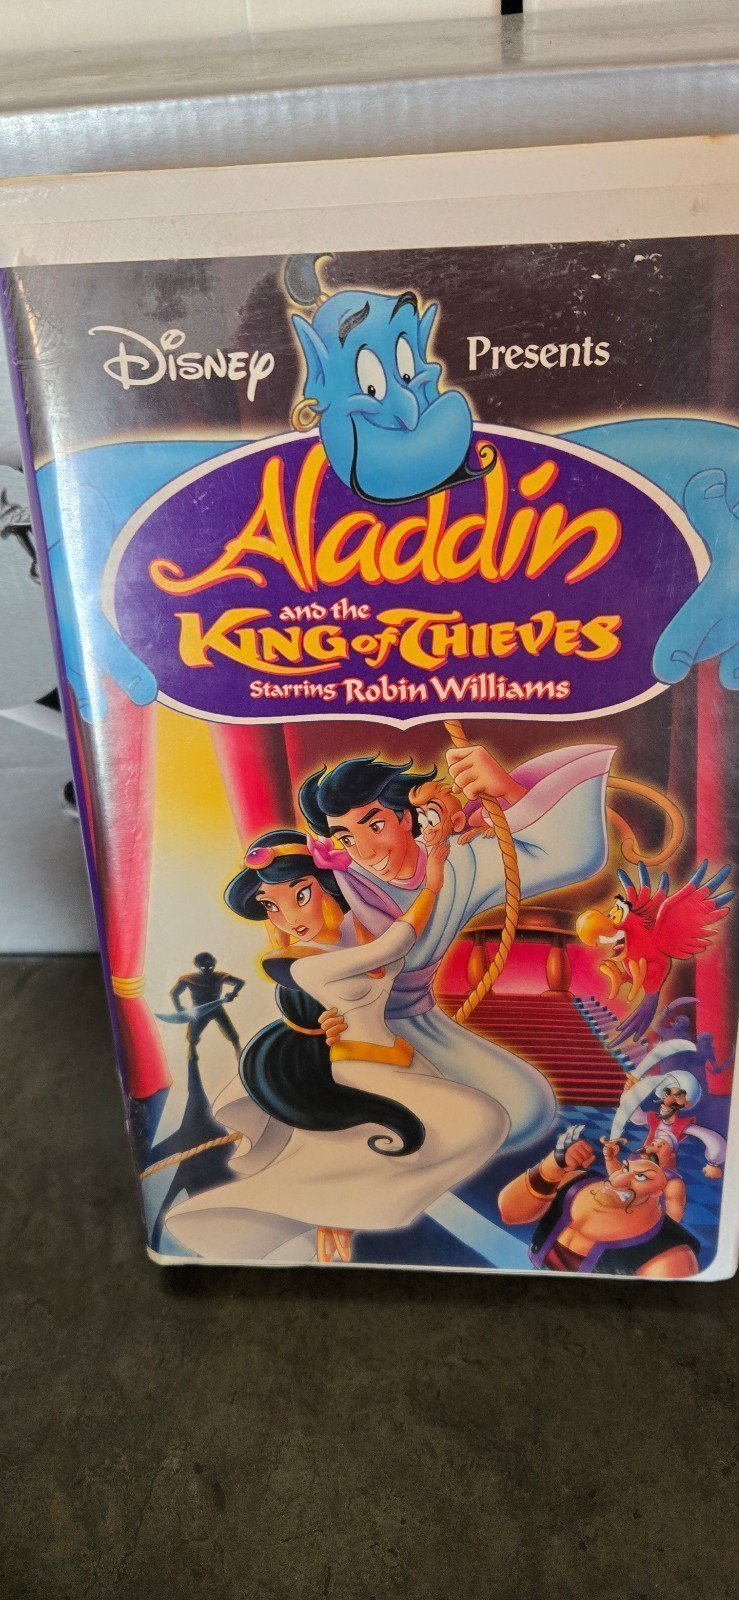 Disney Presents
Aladdin
and the
King of Thieves
Starring Robin Williams